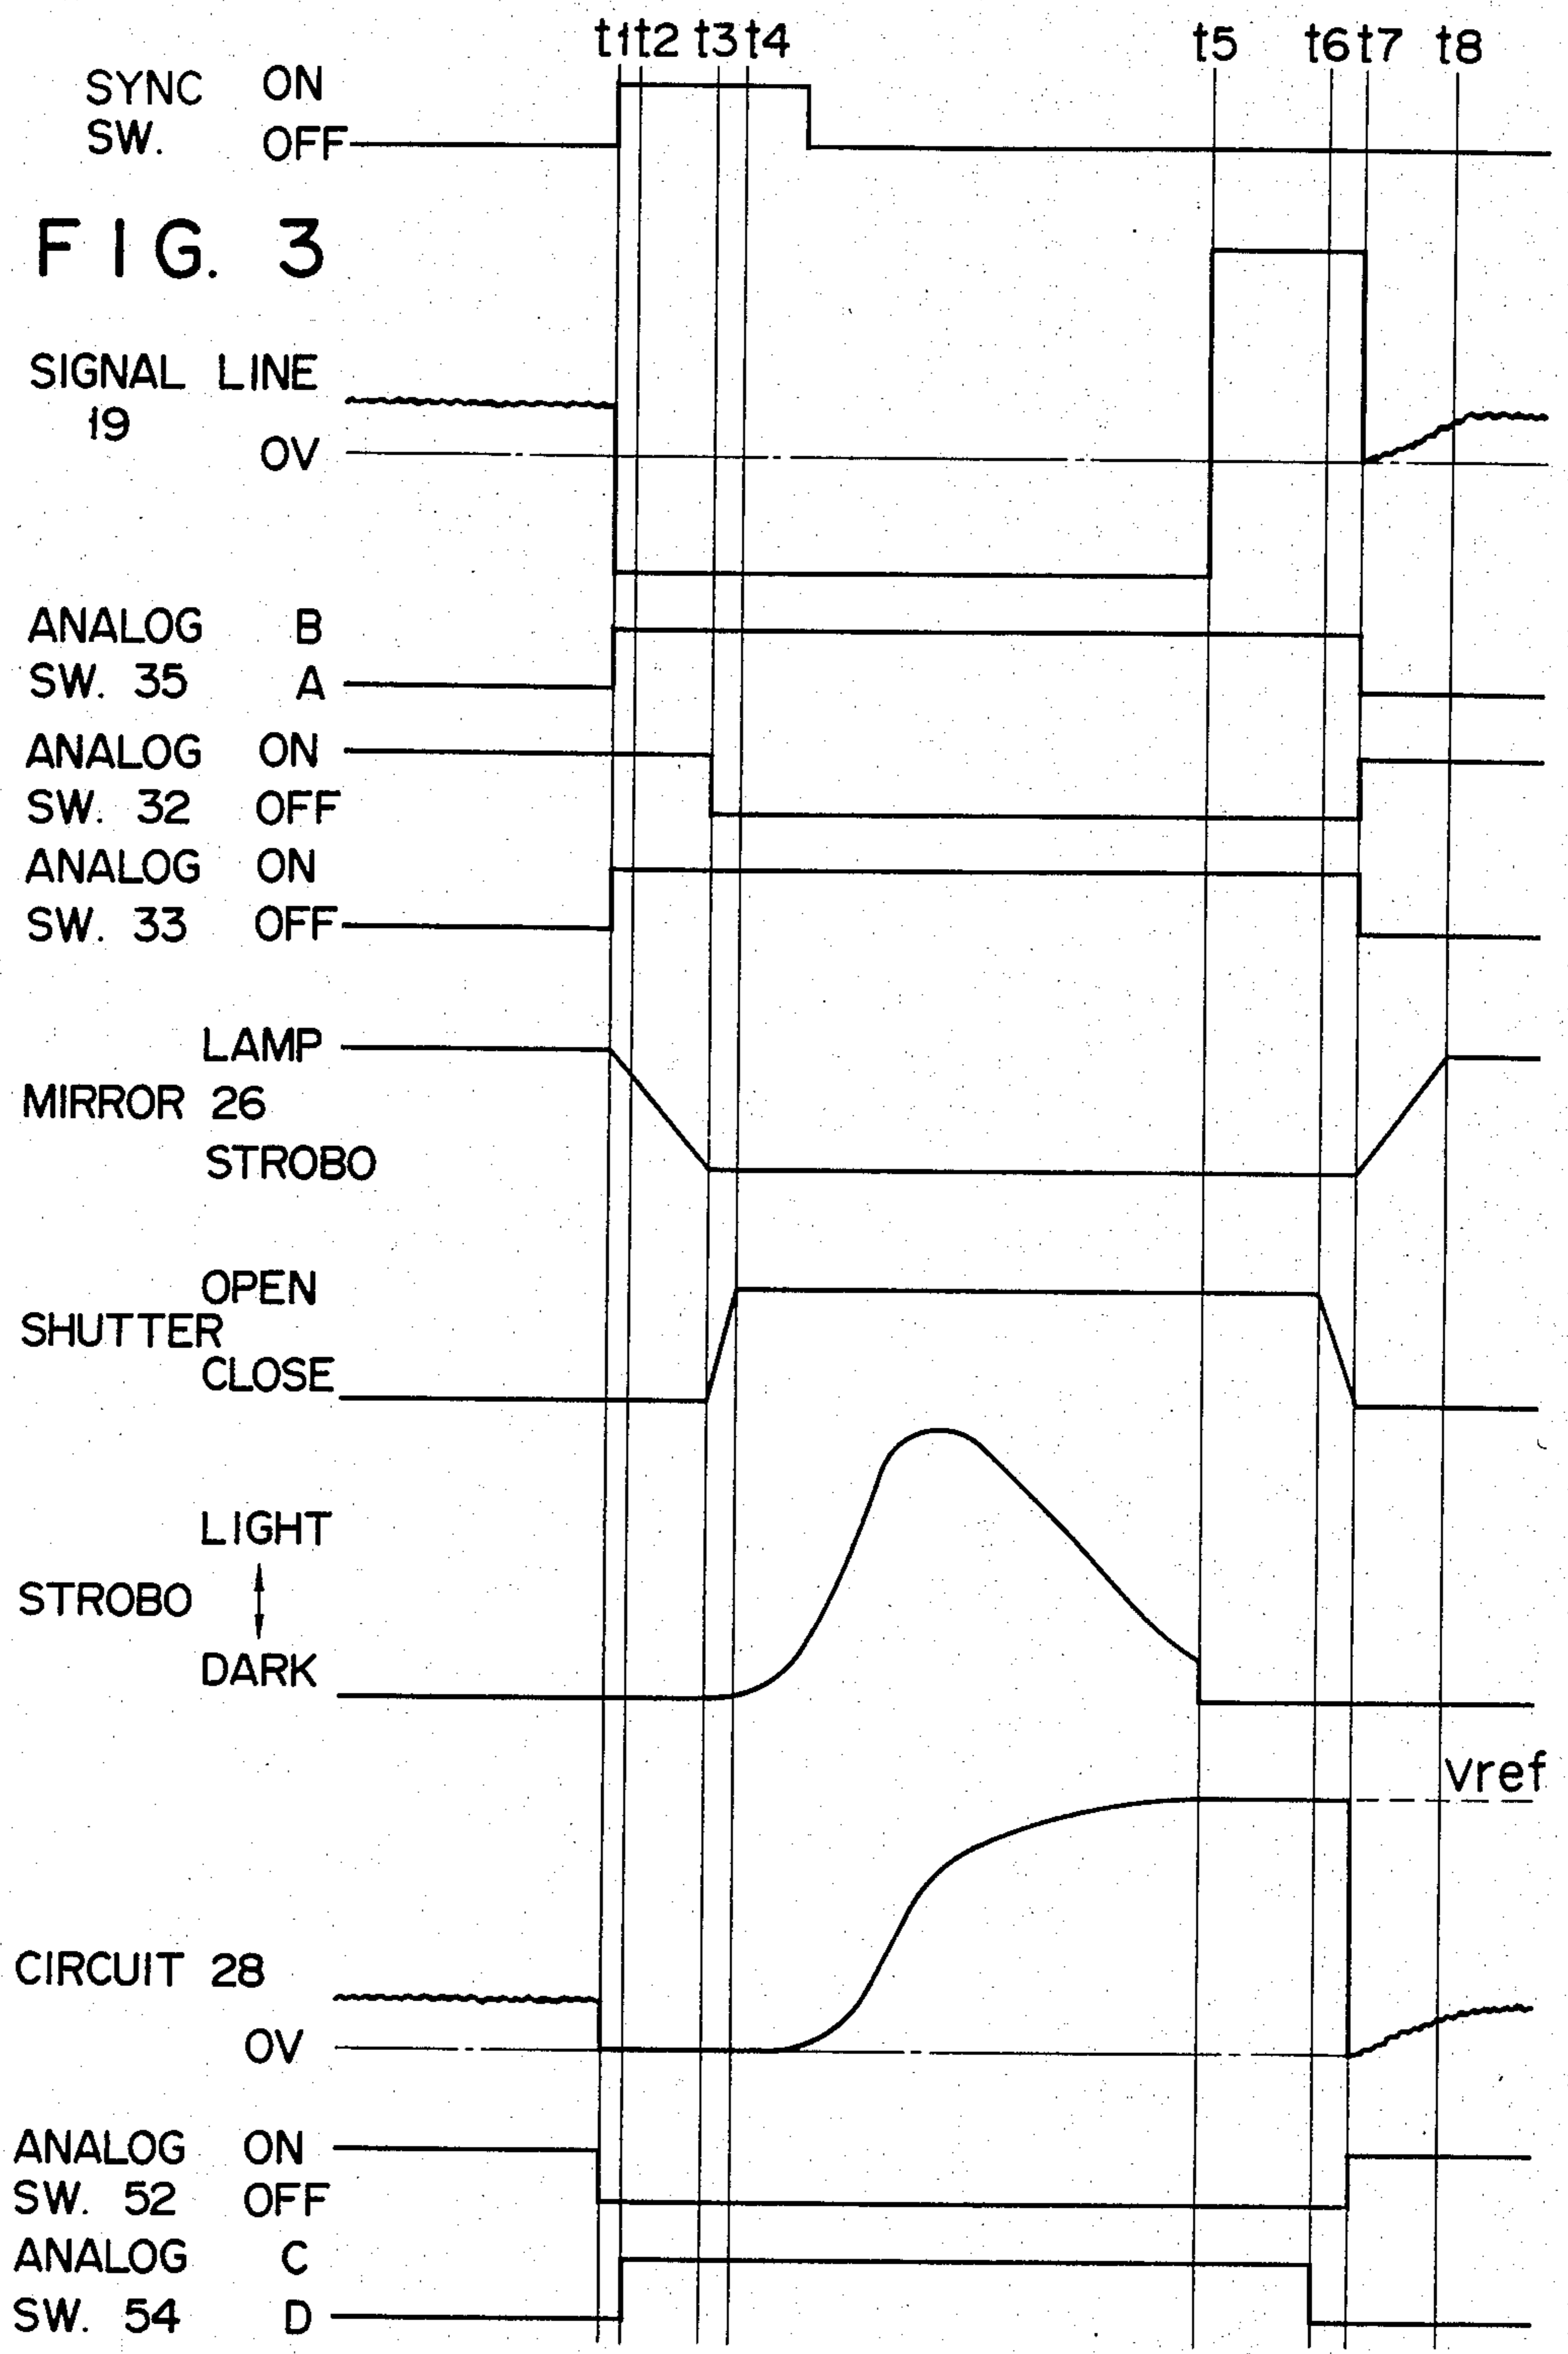 t1 t2 t3 t4 t5 t6 t7 t8
SYNC ON
SW. OFF
FIG. 3
SIGNAL LINE
19
OV
ANALOG B
SW. 35 A
ANALOG ON
SW. 32 OFF
ANALOG ON
SW. 33 OFF
LAMP
MIRROR 26
STROBO
OPEN
SHUTTER
CLOSE
LIGHT
STROBO
DARK
Vref
CIRCUIT 28
OV
ANALOG ON
SW. 52 OFF
ANALOG C
SW. 54 D